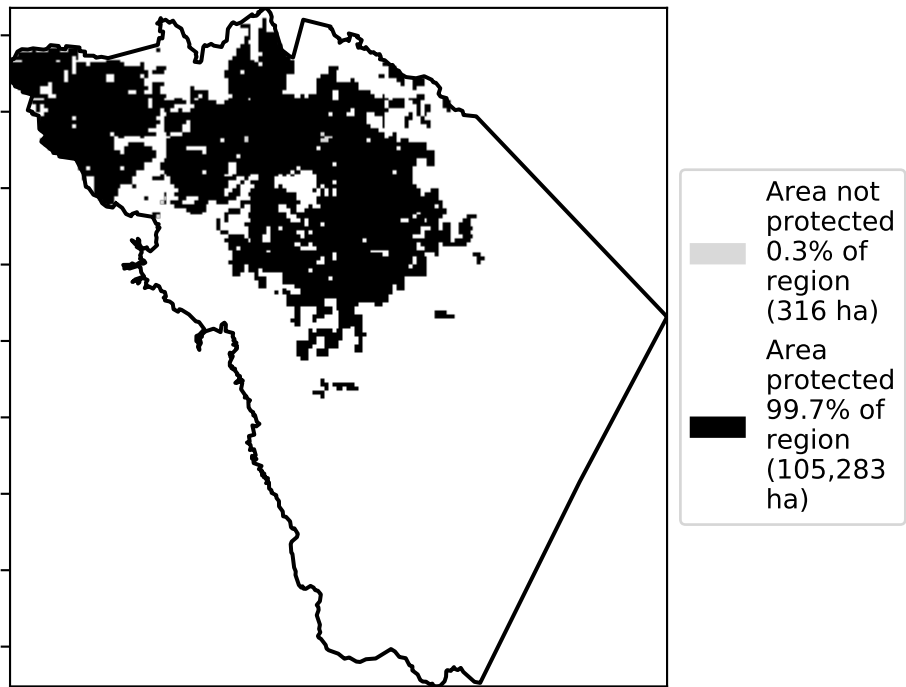 Area not
protected
0.3% of
region
(316 ha)
Area
protected
99.7% of
region
(105,283
ha)